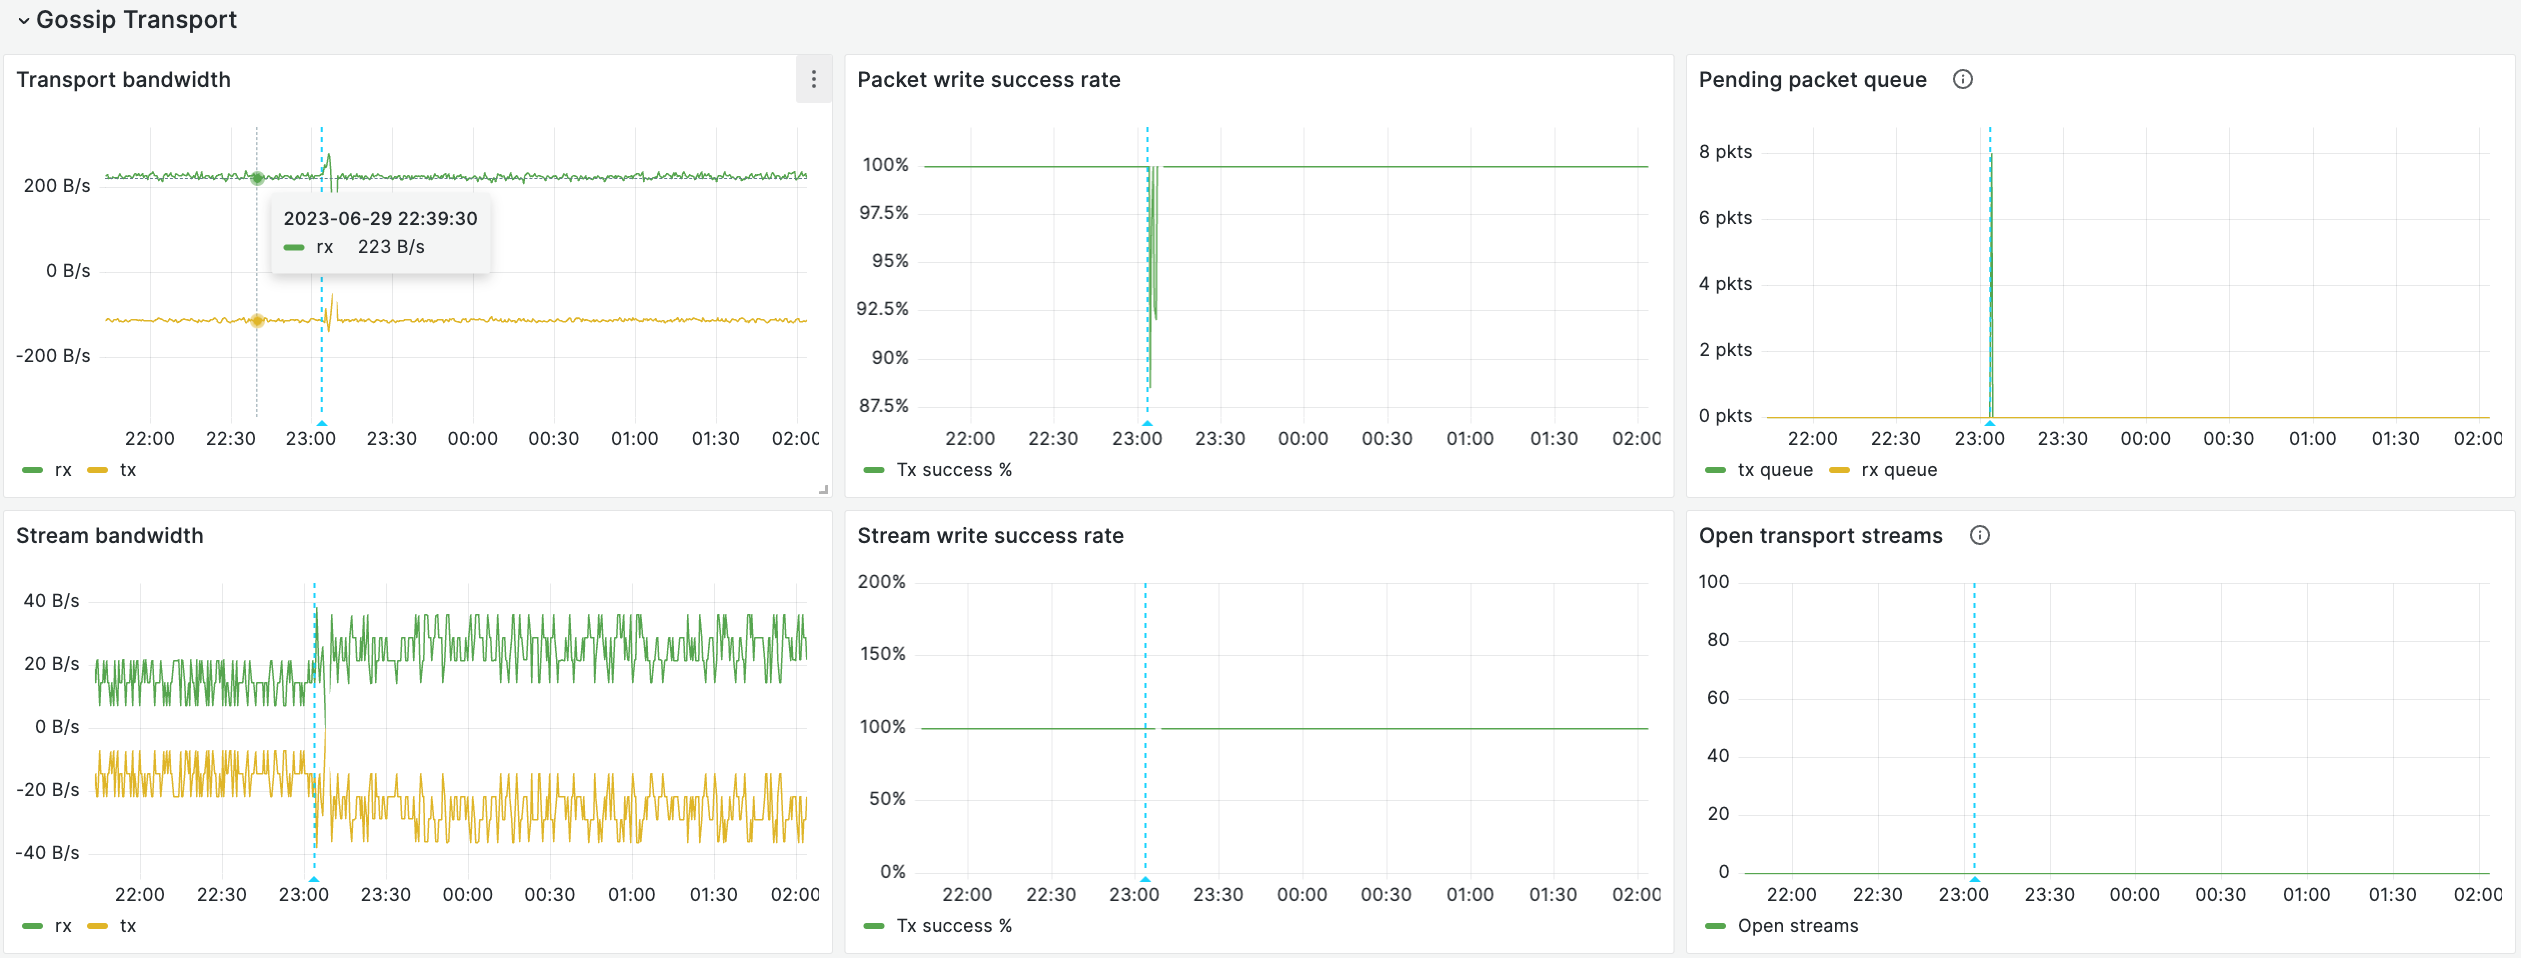 Gossip Transport
Transport bandwidth
200 B/s
0 B/s
-200 B/s
22:00 22:30 23:00 23:30 00:00 00:30 01:00 01:30 02:00
rx tx
2023-06-29 22:39:30
rx 223 B/s
Packet write success rate
100%
97.5%
95%
92.5%
90%
87.5%
22:00 22:30 23:00 23:30 00:00 00:30 01:00 01:30 02:00
Tx success %
Pending packet queue
8 pkts
6 pkts
4 pkts
2 pkts
0 pkts
22:00 22:30 23:00 23:30 00:00 00:30 01:00 01:30 02:00
tx queue rx queue
Stream bandwidth
40 B/s
20 B/s
0 B/s
-20 B/s
-40 B/s
22:00 22:30 23:00 23:30 00:00 00:30 01:00 01:30 02:00
rx tx
Stream write success rate
200%
150%
100%
50%
0%
22:00 22:30 23:00 23:30 00:00 00:30 01:00 01:30 02:00
Tx success %
Open transport streams
100
80
60
40
20
0
22:00 22:30 23:00 23:30 00:00 00:30 01:00 01:30 02:00
Open streams